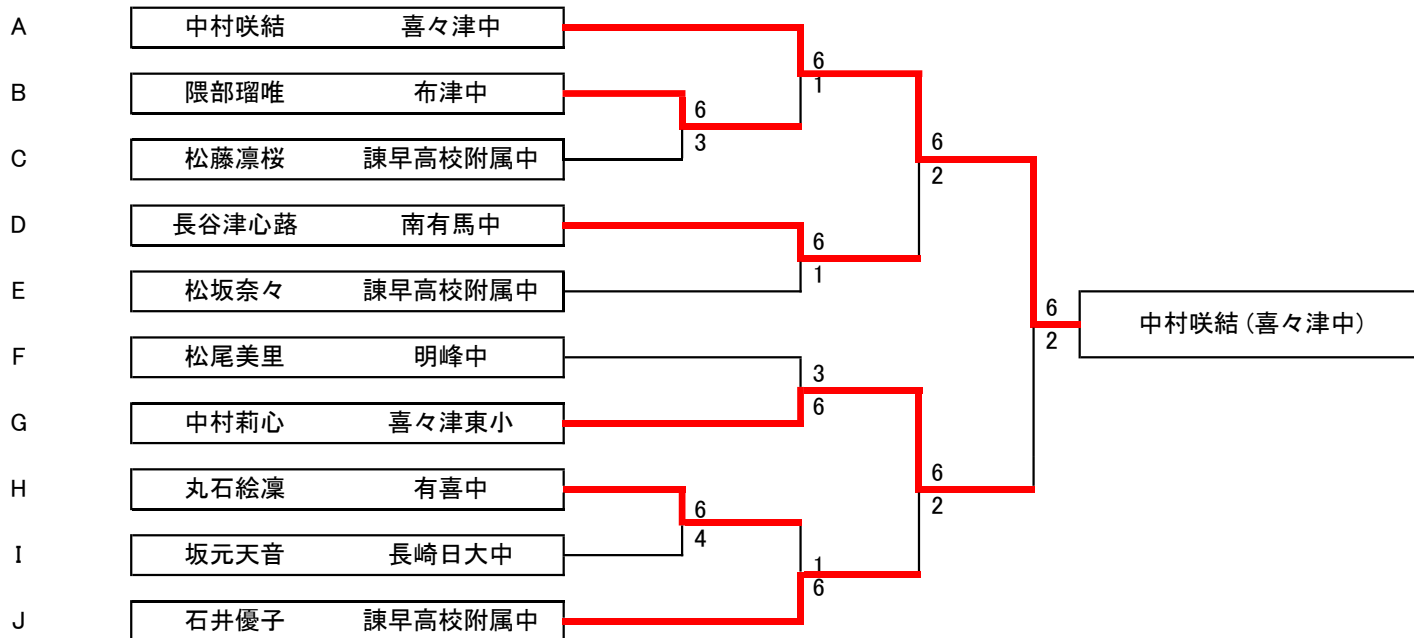 A 中村咲結 喜々津中
6
1
B 隈部瑠唯 布津中
6
3
C 松藤凛桜 諫早高校附属中
6
2
D 長谷津心蕗 南有馬中
6
1
E 松坂奈々 諫早高校附属中
6
2
中村咲結(喜々津中)
F 松尾美里 明峰中
3
6
G 中村莉心 喜々津東小
6
2
H 丸石絵凜 有喜中
6
4
I 坂元天音 長崎日大中
1
6
J 石井優子 諫早高校附属中